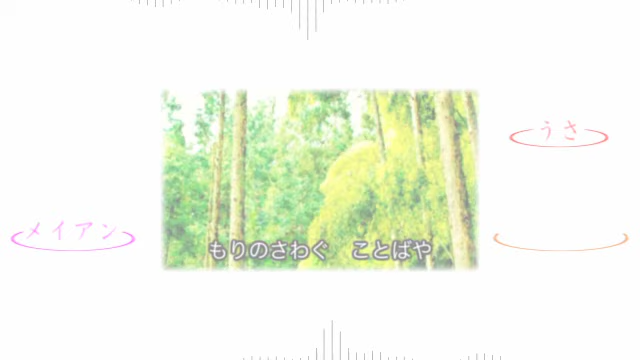 うさ
メイアン
もりのさわぐ　ことばや